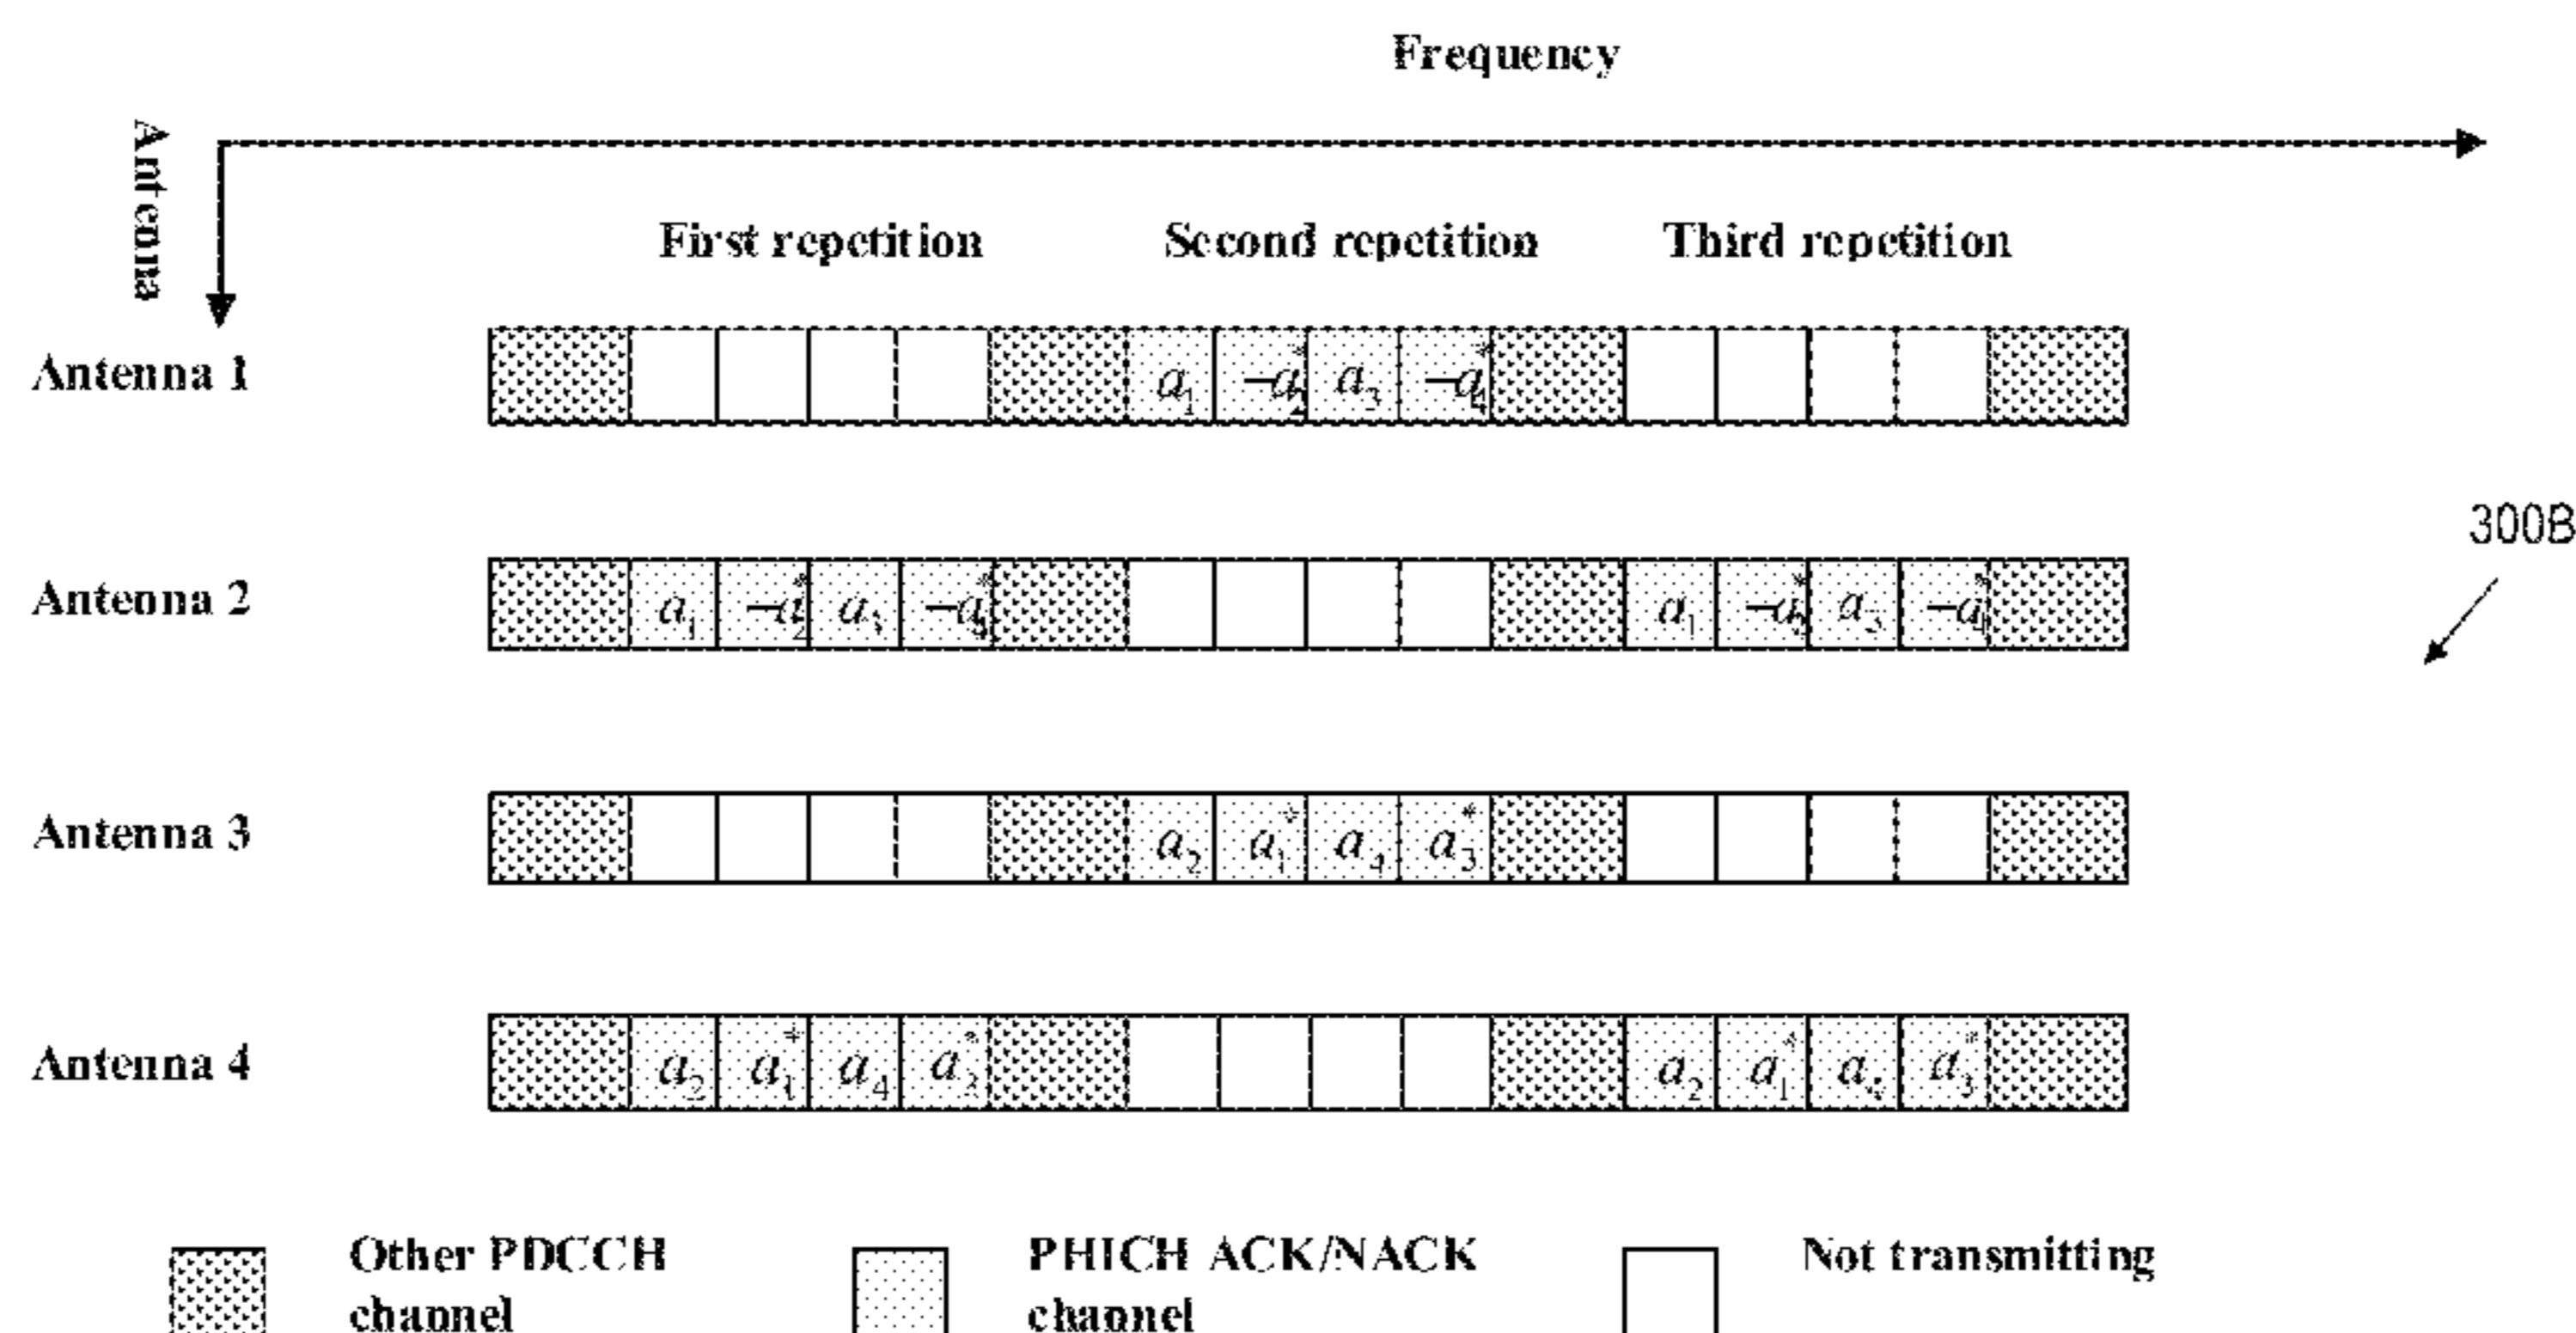 Frequency
Antenna
First repetition Second repetition Third repetition
Antenna 1
a₁ −a₂* a₃ −a₄*
300B
Antenna 2
a₁ −a₂* a₃ −a₄* a₁ −a₂* a₃ −a₄*
Antenna 3
a₂ a₁* a₄ a₃*
Antenna 4
a₂ a₁* a₄ a₃* a₂ a₁* a₄ a₃*
Other PDCCH
channel
PHICH ACK/NACK
channel
Not transmitting